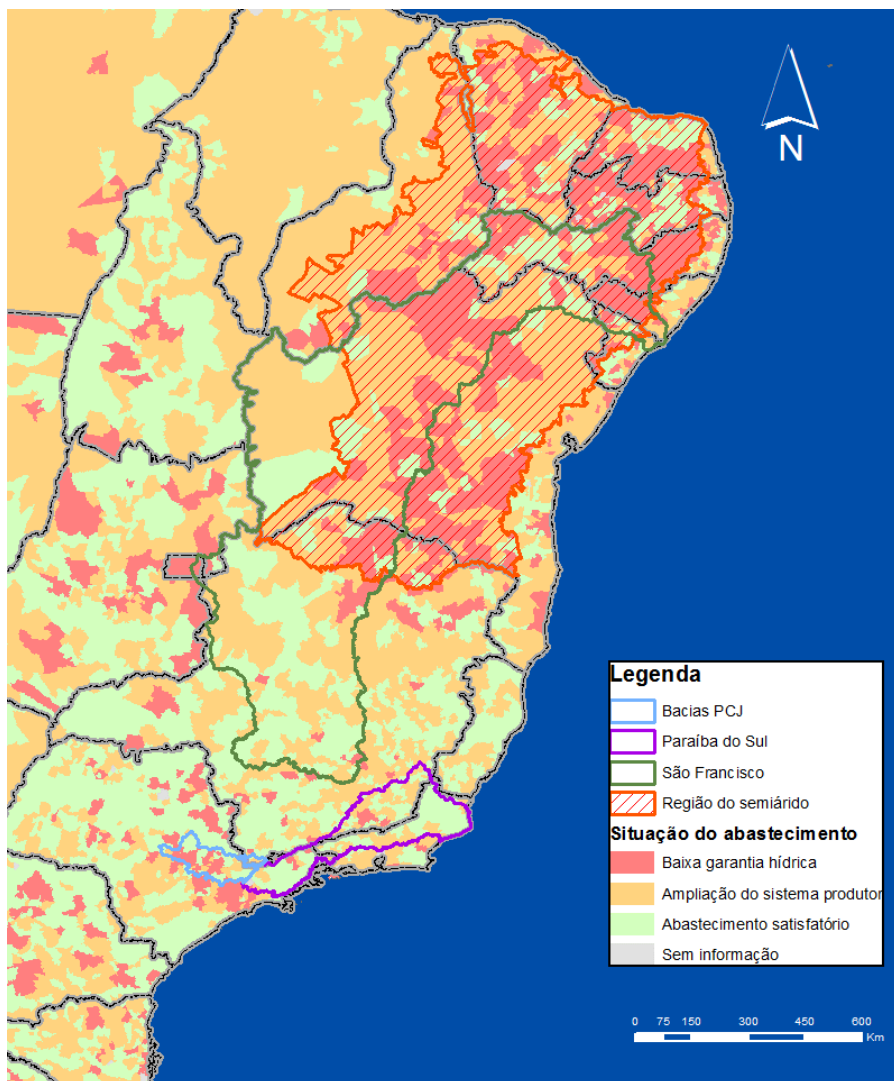 N
Legenda
Bacias PCJ
Paraíba do Sul
São Francisco
Região do semiárido
Situação do abastecimento
Baixa garantia hídrica
Ampliação do sistema produtor
Abastecimento satisfatório
Sem informação
0 75 150 300 450 600
Km